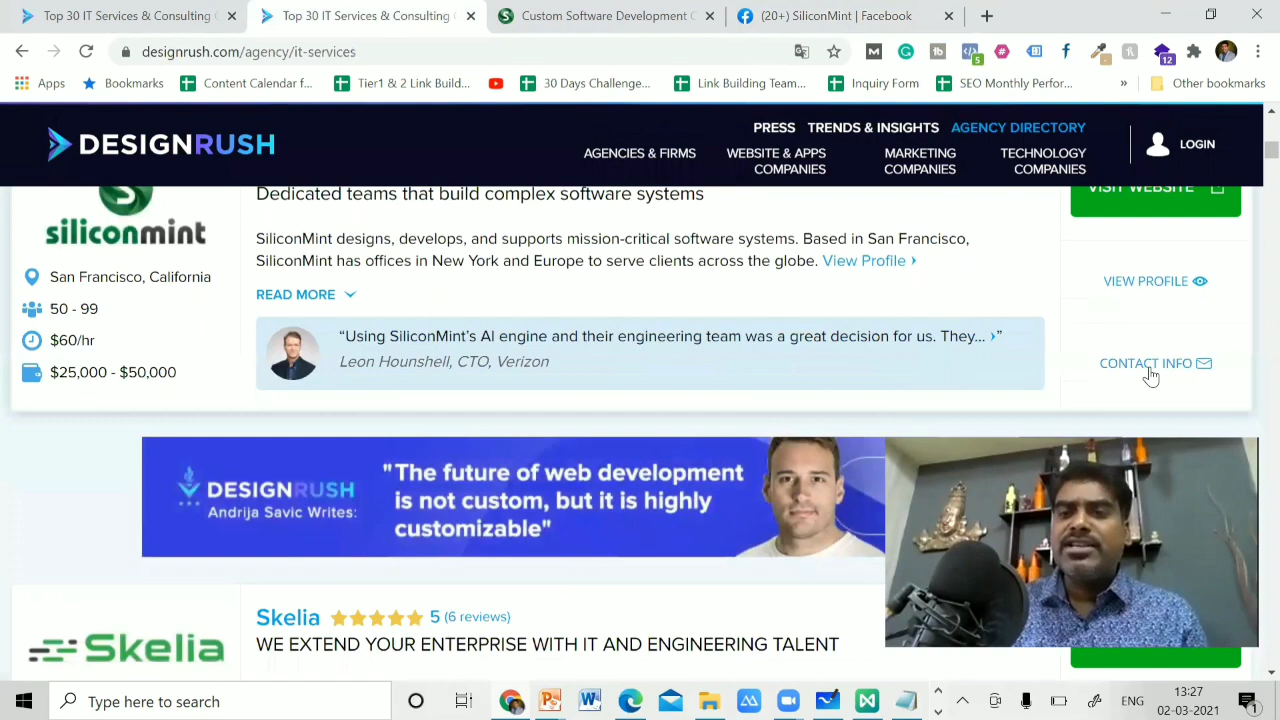 Top 30 IT Services & Consulting
Top 30 IT Services & Consulting
Custom Software Development C
(20+) SiliconMint | Facebook
designrush.com/agency/it-services
5
12
Apps
Bookmarks
Content Calendar f...
Tier1 & 2 Link Build...
30 Days Challenge...
Link Building Team...
Inquiry Form
SEO Monthly Perfor...
»
Other bookmarks
DESIGNRUSH
PRESS
TRENDS & INSIGHTS
AGENCY DIRECTORY
AGENCIES & FIRMS
WEBSITE & APPS
COMPANIES
MARKETING
COMPANIES
TECHNOLOGY
COMPANIES
LOGIN
siliconmint
San Francisco, California
50 - 99
$60/hr
$25,000 - $50,000
Dedicated teams that build complex software systems
SiliconMint designs, develops, and supports mission-critical software systems. Based in San Francisco,
SiliconMint has offices in New York and Europe to serve clients across the globe. View Profile
READ MORE
“Using SiliconMint’s AI engine and their engineering team was a great decision for us. They... ”
Leon Hounshell, CTO, Verizon
VISIT WEBSITE
VIEW PROFILE
CONTACT INFO
DESIGNRUSH
Andrija Savic Writes:
"The future of web development
is not custom, but it is highly
customizable"
Skelia
Skelia
5 (6 reviews)
WE EXTEND YOUR ENTERPRISE WITH IT AND ENGINEERING TALENT
Type here to search
ENG
13:27
02-03-2021
1